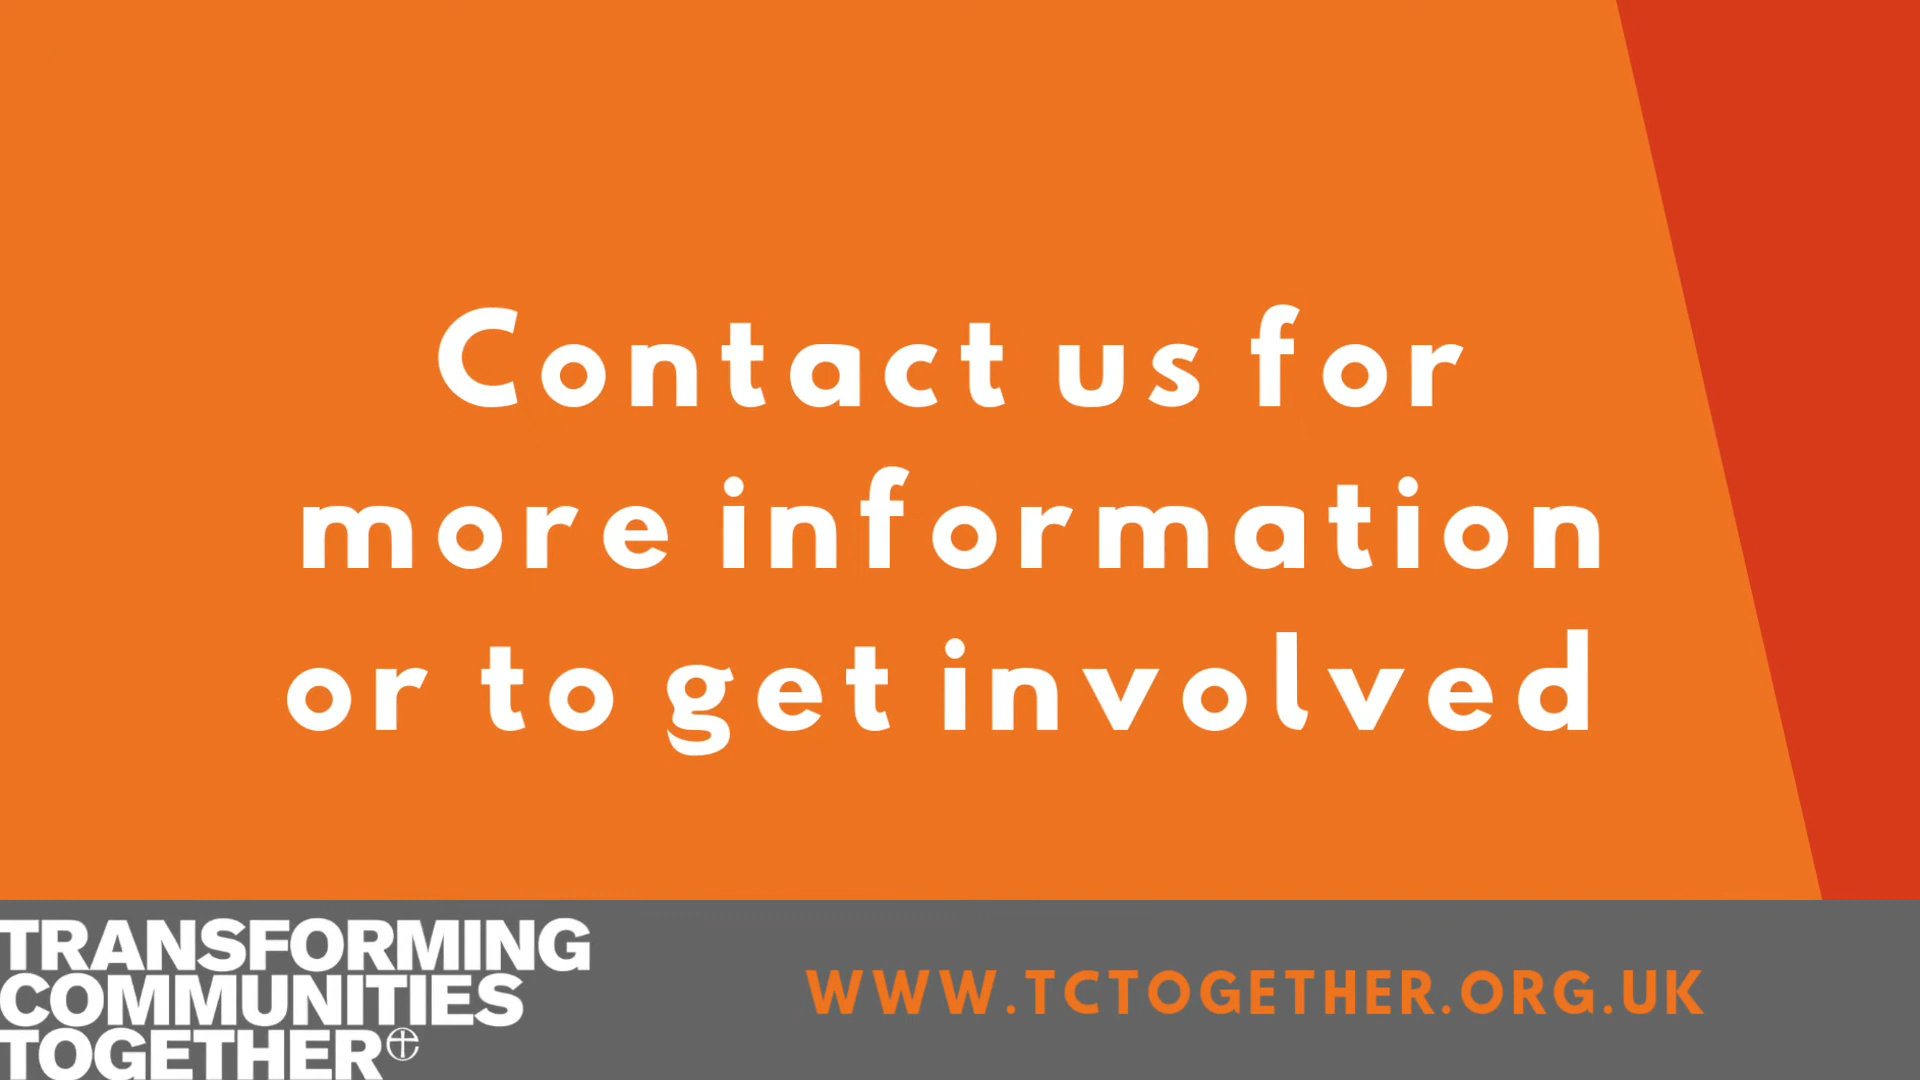 Contact us for
more information
or to get involved
TRANSFORMING
COMMUNITIES
TOGETHER
WWW.TCTOGETHER.ORG.UK